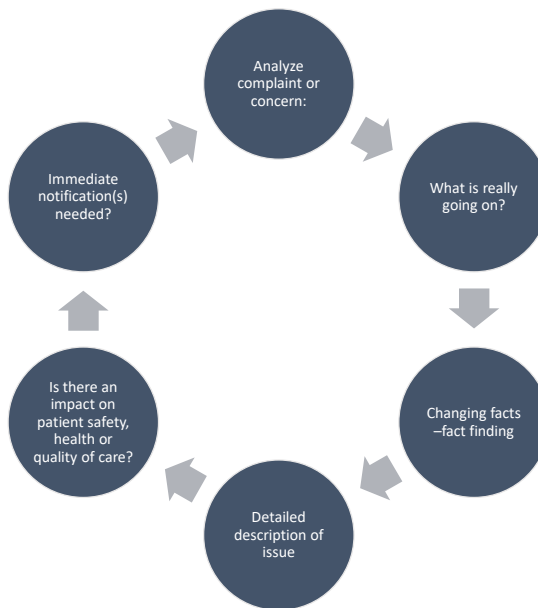 Analyze
complaint or
concern:
What is really
going on?
Changing facts
–fact finding
Detailed
description of
issue
Is there an
impact on
patient safety,
health or
quality of care?
Immediate
notification(s)
needed?